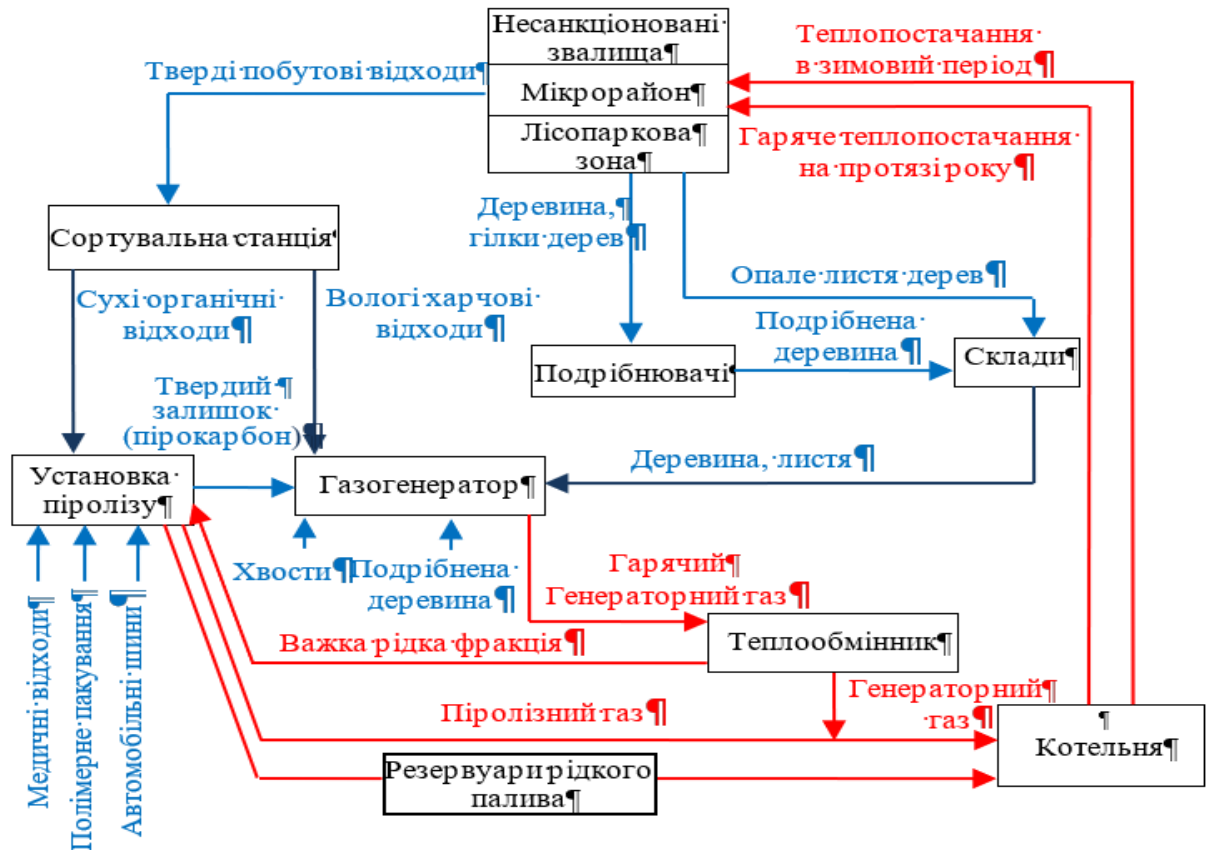 Несанкціоновані
звалища¶
Мікрорайон¶
Лісопаркова¶
зона¶
Тверді побутові відходи¶
Теплопостачання
в зимовий період¶
Гаряче теплопостачання
на протязі року¶
Деревина,¶
гілки дерев¶
Сортувальна станція¶
Опале листя дерев¶
Сухі органічні
відходи¶
Вологі харчові
відходи¶
Подрібнена
деревина¶
Подрібнювачі¶
Склади¶
Твердий¶
залишок
(пірокарбон)¶
Деревина, листя¶
Установка
піролізу¶
Газогенератор¶
Хвости¶
Подрібнена
деревина¶
Гарячий¶
Генераторний газ¶
Теплообмінник¶
Важка рідка фракція¶
Медичні відходи¶
Полімерне пакування¶
Автомобільні шини¶
Піролізний газ¶
Генераторний¶
газ¶
¶
Котельня¶
Резервуари рідкого
палива¶